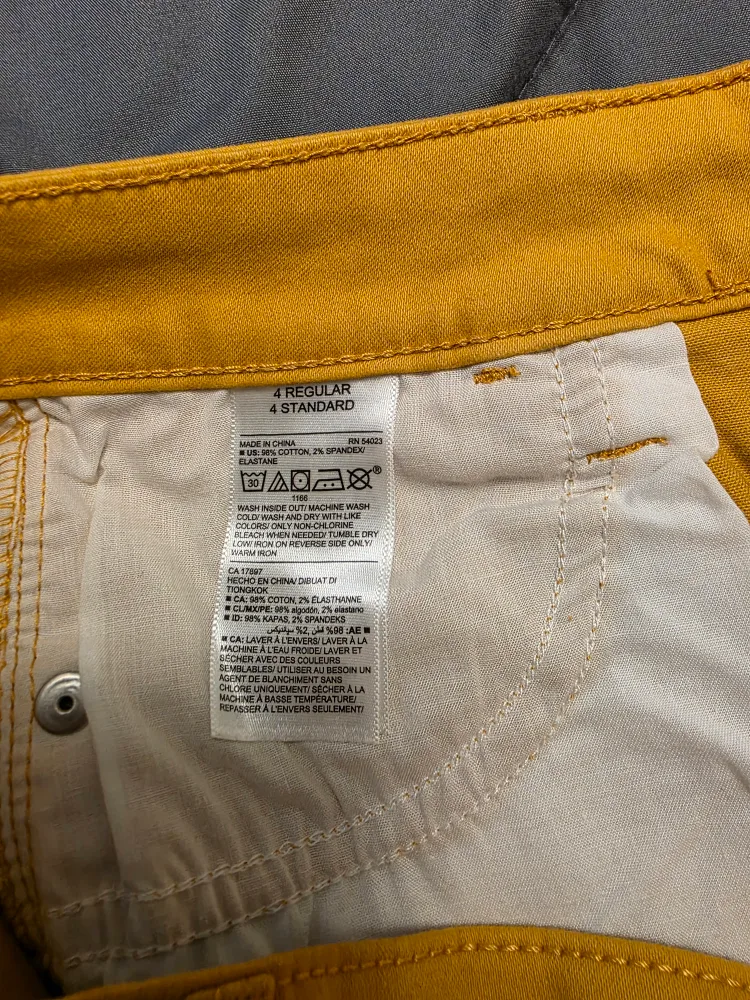 4 REGULAR
4 STANDARD
MADE IN CHINA RN 54023
■ US: 98% COTTON, 2% SPANDEX/
ELASTANE
30
®
1166
WASH INSIDE OUT/ MACHINE WASH
COLD/ WASH AND DRY WITH LIKE
COLORS/ ONLY NON-CHLORINE
BLEACH WHEN NEEDED/ TUMBLE DRY
LOW/ IRON ON REVERSE SIDE ONLY/
WARM IRON
CA 17897
HECHO EN CHINA/ DIBUAT DI
TIONGKOK
■ CA: 98% COTON, 2% ÉLASTHANNE
■ CL/MX/PE: 98% algodón, 2% elastano
■ ID: 98% KAPAS, 2% SPANDEKS
■ AE: 98% قطن, 2% سباندكس
■ CA: LAVER À L'ENVERS/ LAVER À LA
MACHINE À L'EAU FROIDE/ LAVER ET
SÉCHER AVEC DES COULEURS
SEMBLABLES/ UTILISER AU BESOIN UN
AGENT DE BLANCHIMENT SANS
CHLORE UNIQUEMENT/ SÉCHER À LA
MACHINE À BASSE TEMPÉRATURE/
REPASSER À L'ENVERS SEULEMENT/